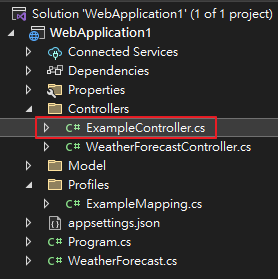 Solution 'WebApplication1' (1 of 1 project)
WebApplication1
Connected Services
Dependencies
Properties
Controllers
C# ExampleController.cs
C# WeatherForecastController.cs
Model
Profiles
C# ExampleMapping.cs
appsettings.json
C# Program.cs
C# WeatherForecast.cs